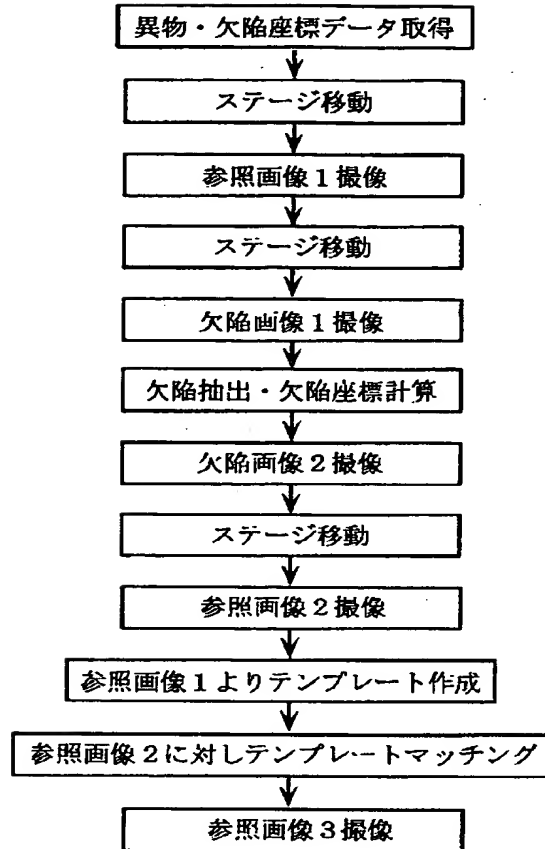 異物・欠陥座標データ取得
ステージ移動
参照画像1撮像
ステージ移動
欠陥画像1撮像
欠陥抽出・欠陥座標計算
欠陥画像2撮像
ステージ移動
参照画像2撮像
参照画像1よりテンプレート作成
参照画像2に対しテンプレートマッチング
参照画像3撮像